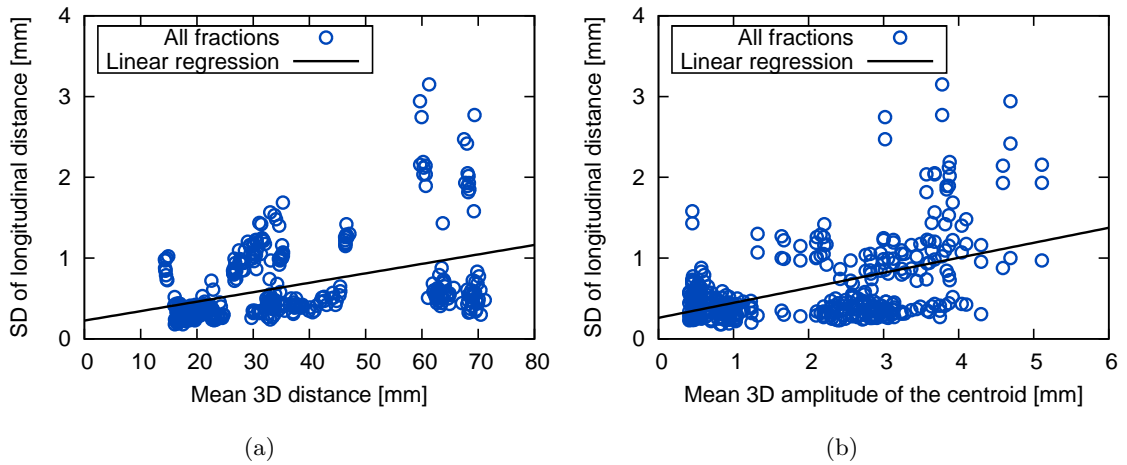 SD of longitudinal distance [mm]
4
3
2
1
0
All fractions
Linear regression
0 10 20 30 40 50 60 70 80
Mean 3D distance [mm]
(a)
SD of longitudinal distance [mm]
4
3
2
1
0
All fractions
Linear regression
0 1 2 3 4 5 6
Mean 3D amplitude of the centroid [mm]
(b)